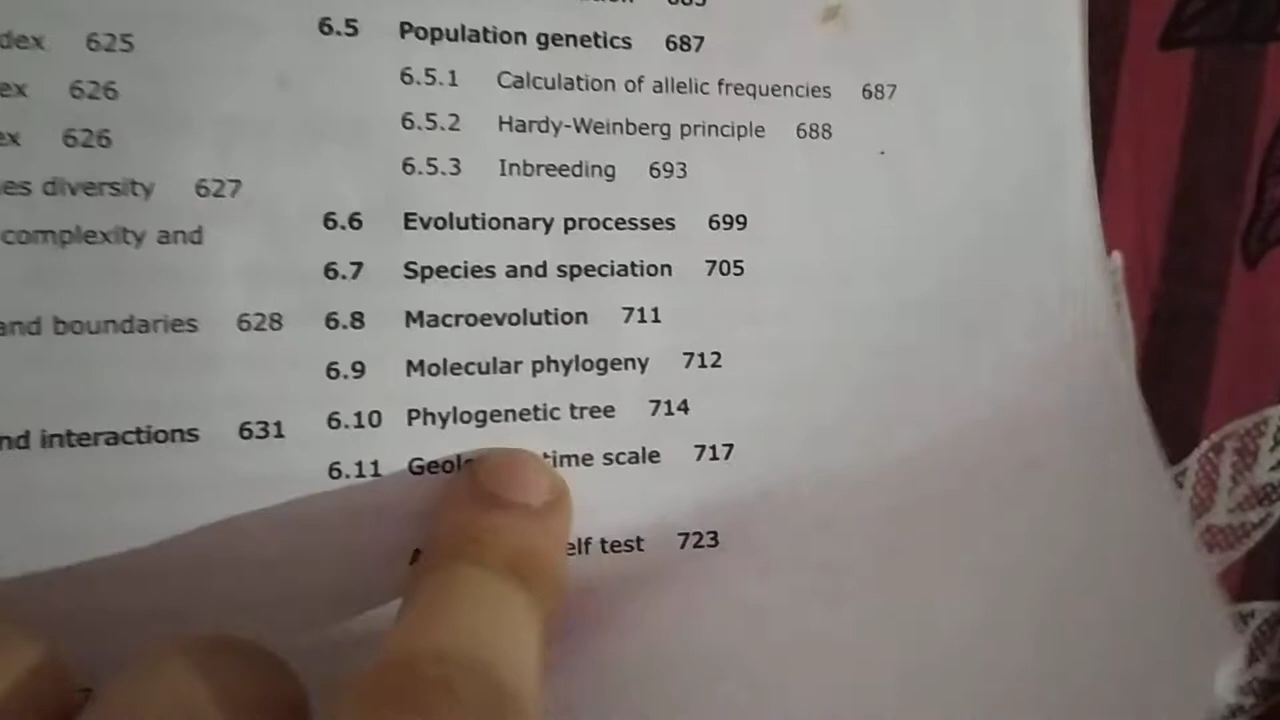 dex 625
ex 626
ex 626
es diversity 627
complexity and
and boundaries 628
nd interactions 631
6.5 Population genetics 687
6.5.1 Calculation of allelic frequencies 687
6.5.2 Hardy-Weinberg principle 688
6.5.3 Inbreeding 693
6.6 Evolutionary processes 699
6.7 Species and speciation 705
6.8 Macroevolution 711
6.9 Molecular phylogeny 712
6.10 Phylogenetic tree 714
6.11 Geolo time scale 717
elf test 723